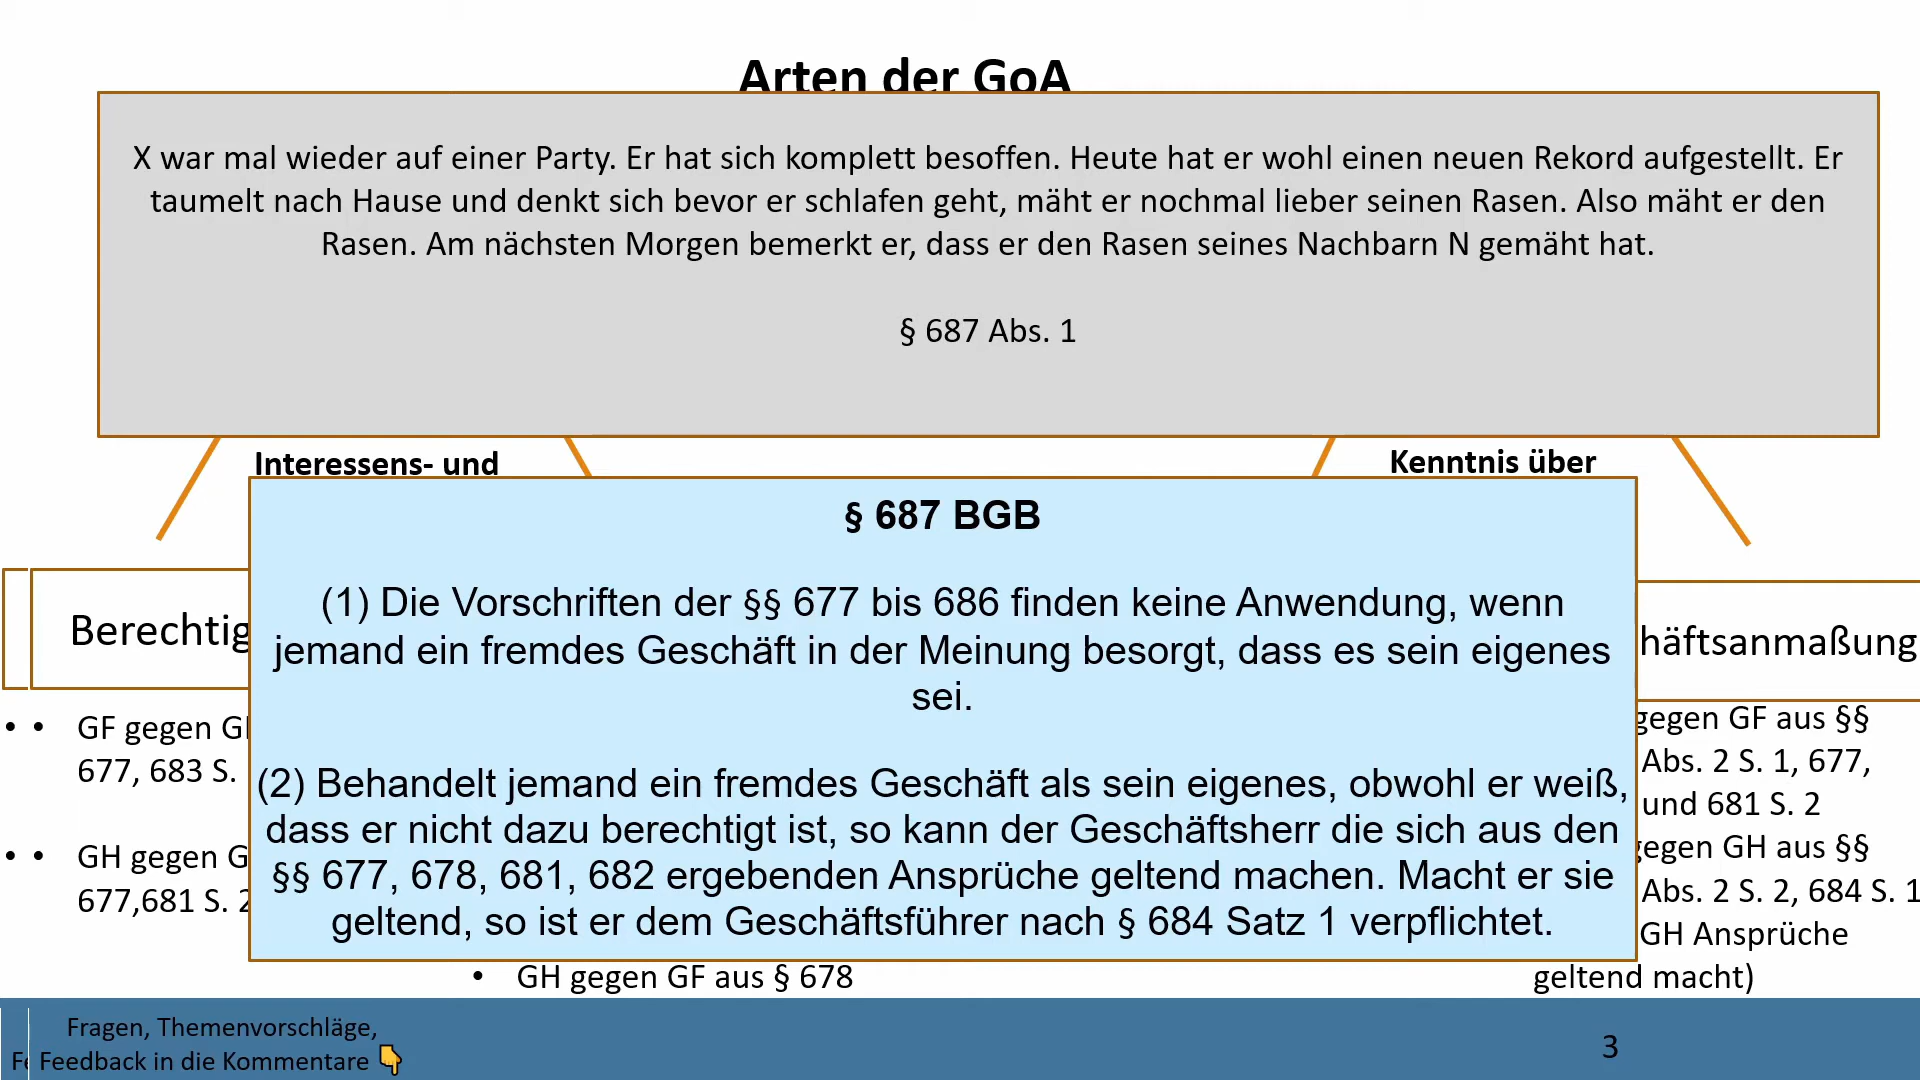 Arten der GoA
X war mal wieder auf einer Party. Er hat sich komplett besoffen. Heute hat er wohl einen neuen Rekord aufgestellt. Er
taumelt nach Hause und denkt sich bevor er schlafen geht, mäht er nochmal lieber seinen Rasen. Also mäht er den
Rasen. Am nächsten Morgen bemerkt er, dass er den Rasen seines Nachbarn N gemäht hat.
§ 687 Abs. 1
Interessens- und
Kenntnis über
§ 687 BGB
(1) Die Vorschriften der §§ 677 bis 686 finden keine Anwendung, wenn
jemand ein fremdes Geschäft in der Meinung besorgt, dass es sein eigenes
sei.
(2) Behandelt jemand ein fremdes Geschäft als sein eigenes, obwohl er weiß,
dass er nicht dazu berechtigt ist, so kann der Geschäftsherr die sich aus den
§§ 677, 678, 681, 682 ergebenden Ansprüche geltend machen. Macht er sie
geltend, so ist er dem Geschäftsführer nach § 684 Satz 1 verpflichtet.
Berechtig
• • GF gegen G
677, 683 S.
• • GH gegen G
677,681 S. 2
• GH gegen GF aus § 678
häftsanmaßung
gegen GF aus §§
Abs. 2 S. 1, 677,
und 681 S. 2
gegen GH aus §§
Abs. 2 S. 2, 684 S. 1
GH Ansprüche
geltend macht)
Fragen, Themenvorschläge,
Fe Feedback in die Kommentare 👇
3